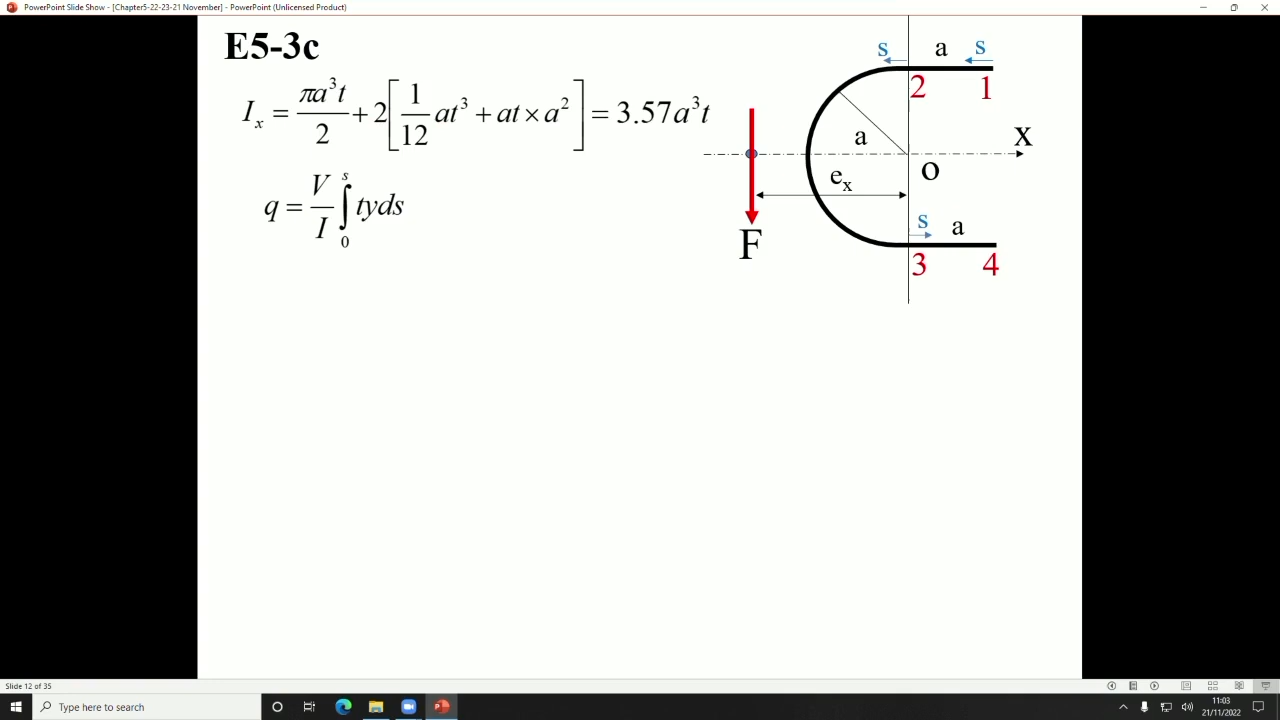 PowerPoint Slide Show - [Chapter5-22-23-21 November] - PowerPoint (Unlicensed Product)
E5-3c
I_x = πa³t/2 + 2[1/12 at³ + at × a²] = 3.57a³t
q = V/I ∫₀ˢ tyds
s a s
2 1
a x
e_x o
s a
F 3 4
Slide 12 of 35
Type here to search
11:03
21/11/2022